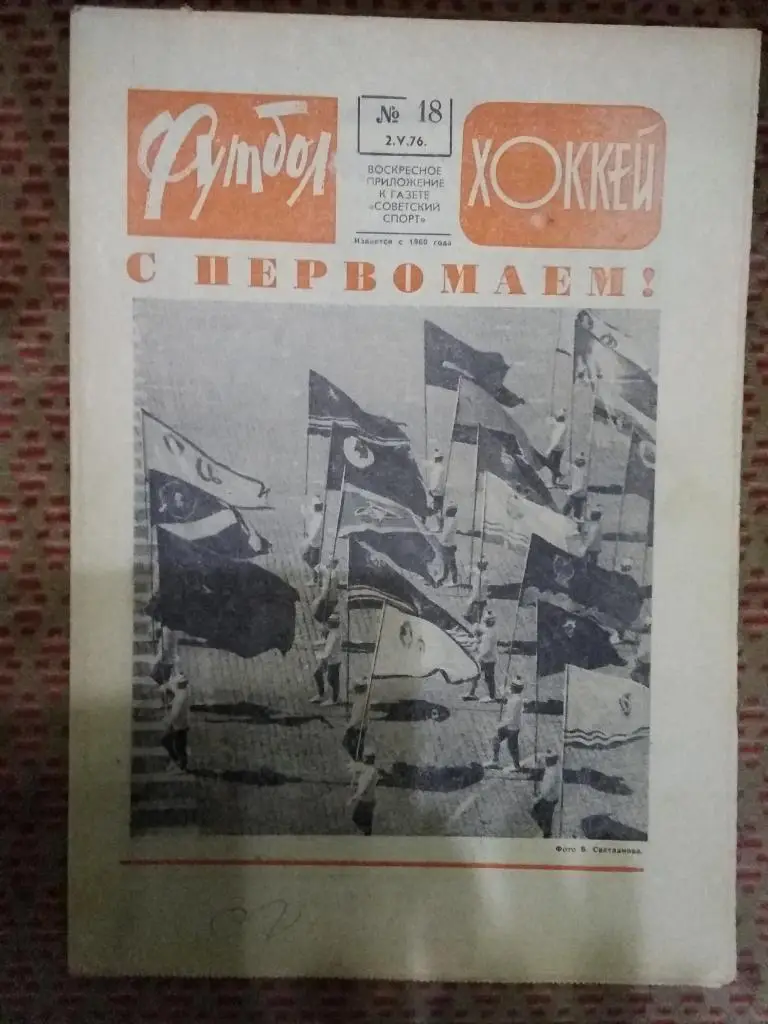 Футбол
№ 18
2.V.76.
ВОСКРЕСНОЕ
ПРИЛОЖЕНИЕ
К ГАЗЕТЕ
«СОВЕТСКИЙ
СПОРТ»
Издается с 1960 года
ХОККЕЙ
С ПЕРВОМАЕМ!
Фото В. Светланова.